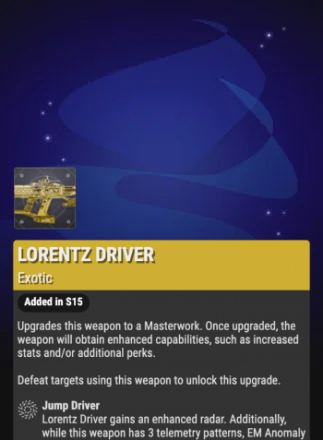 LORENTZ DRIVER
Exotic
Added in S15
Upgrades this weapon to a Masterwork. Once upgraded, the
weapon will obtain enhanced capabilities, such as increased
stats and/or additional perks.
Defeat targets using this weapon to unlock this upgrade.
Jump Driver
Lorentz Driver gains an enhanced radar. Additionally,
while this weapon has 3 telemetry patterns, EM Anomaly